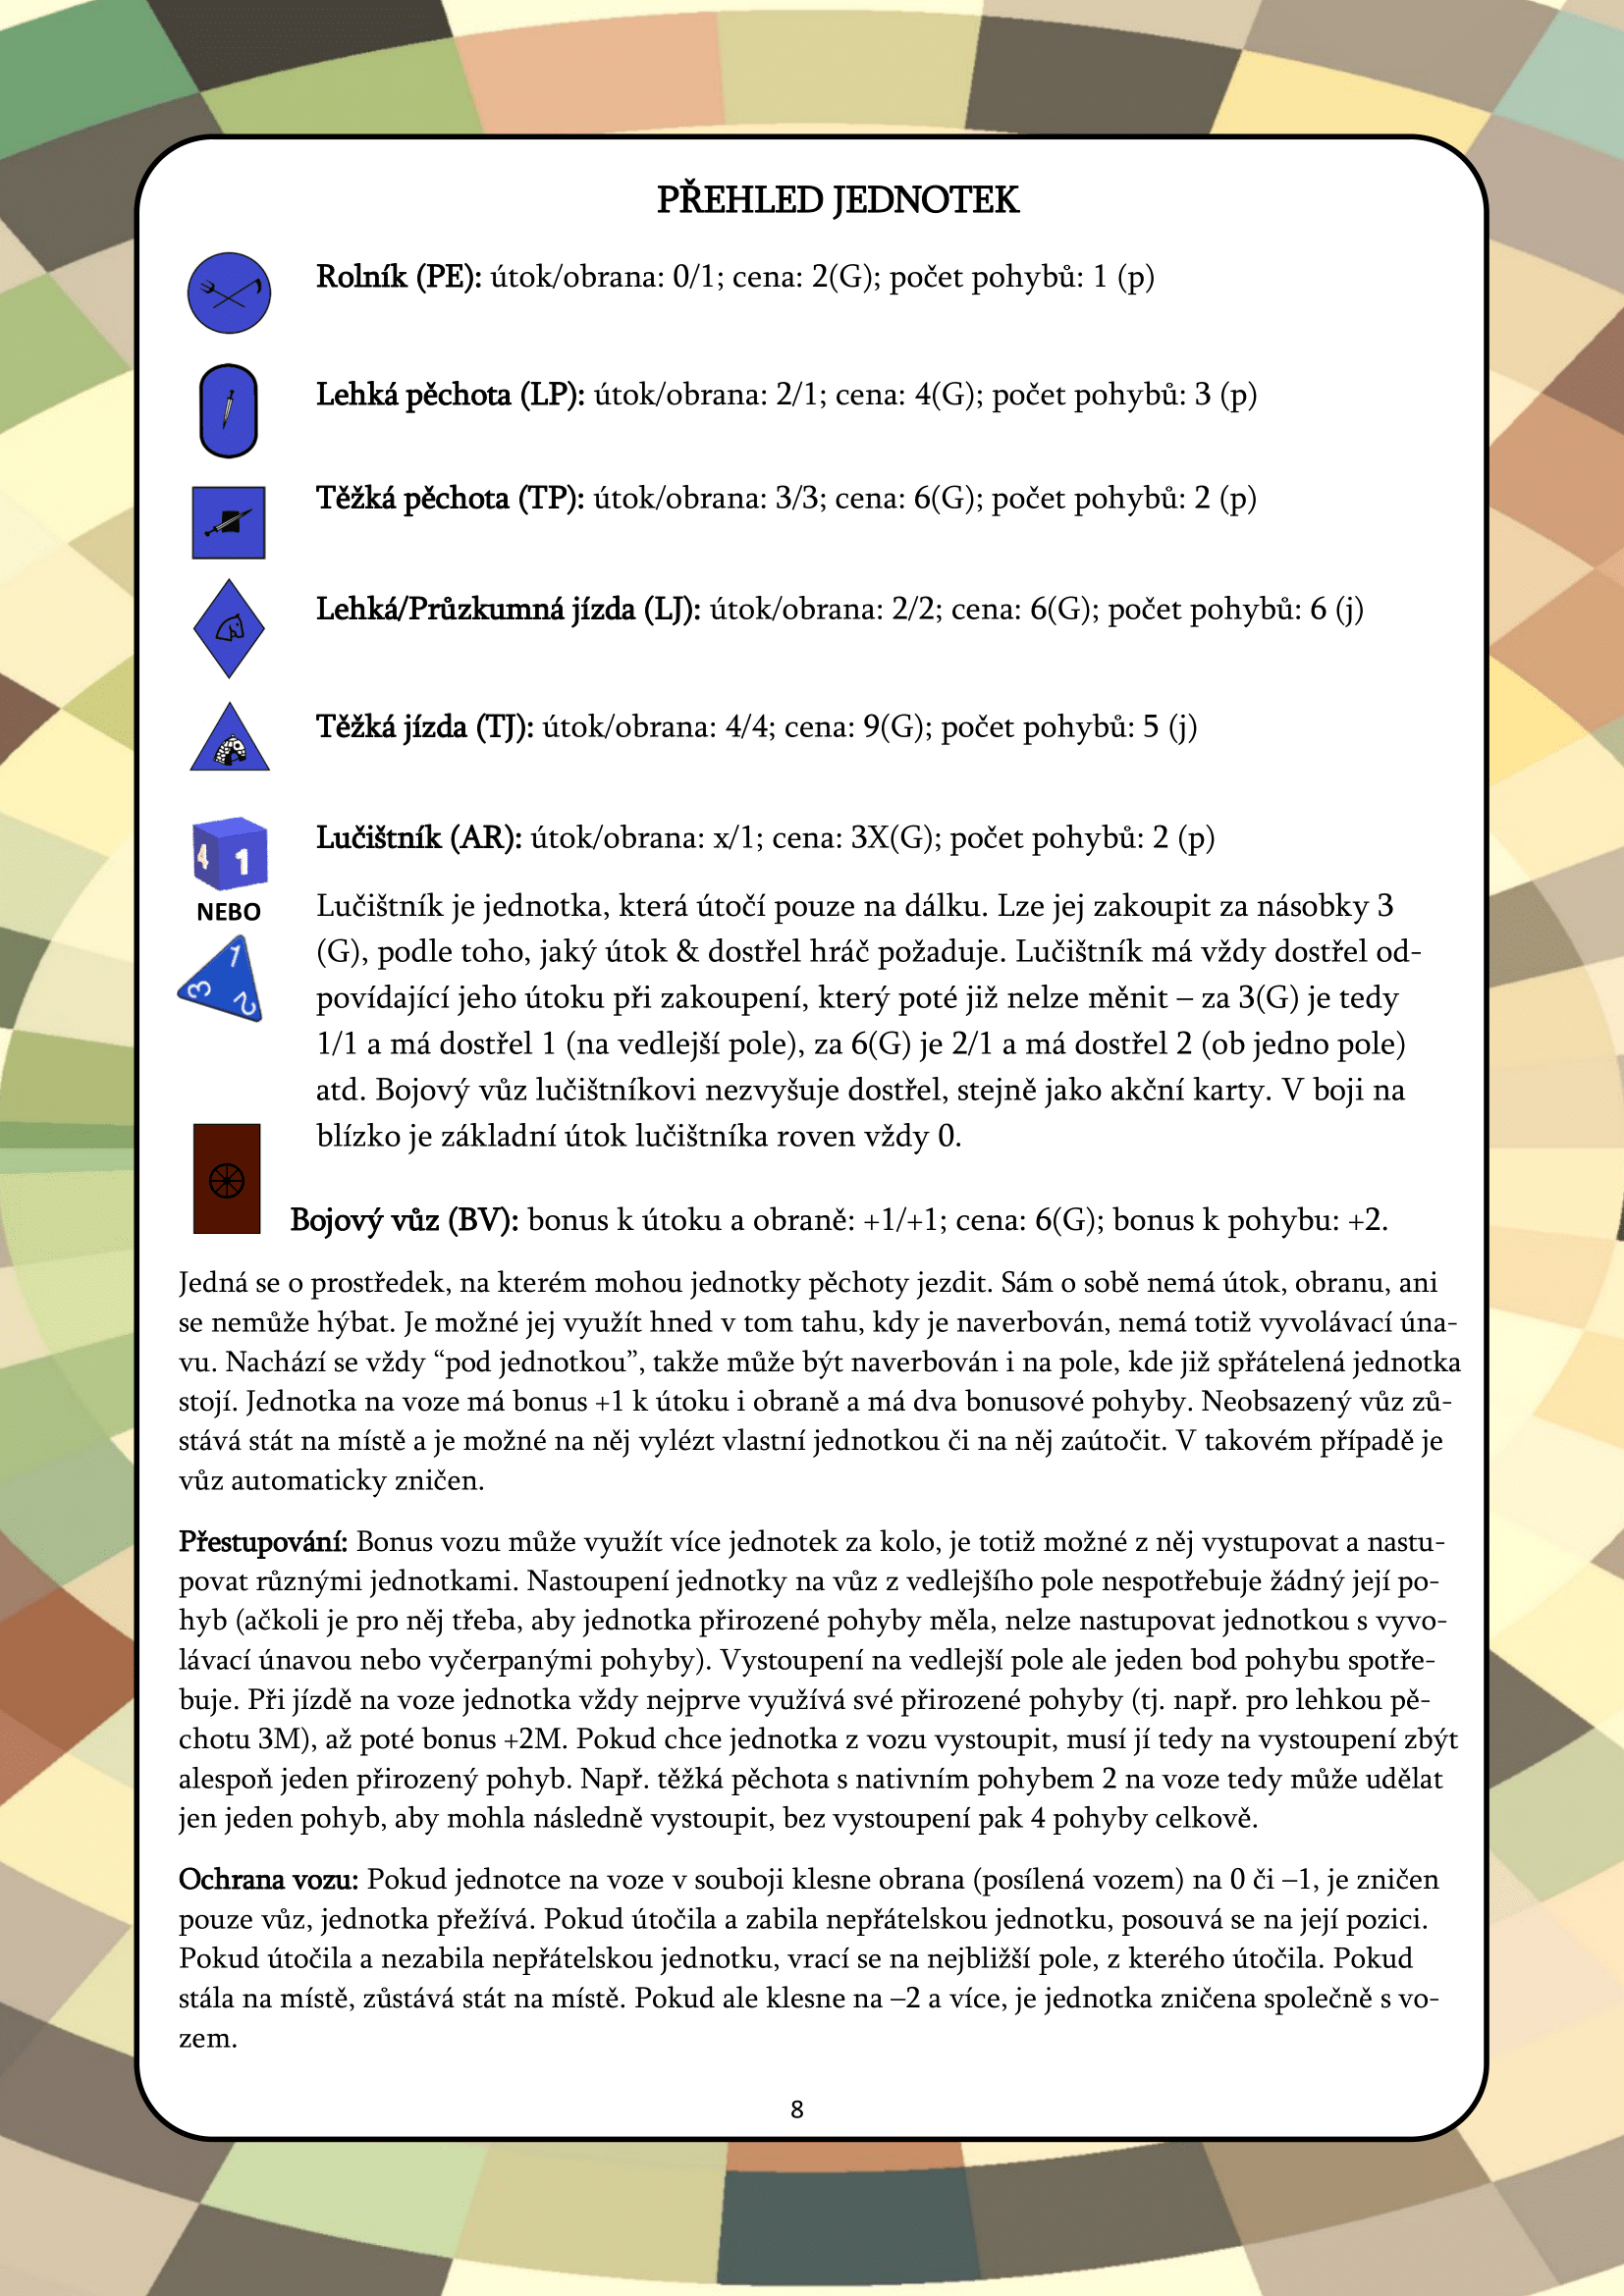 PŘEHLED JEDNOTEK
Rolník (PE): útok/obrana: 0/1; cena: 2(G); počet pohybů: 1 (p)
Lehká pěchota (LP): útok/obrana: 2/1; cena: 4(G); počet pohybů: 3 (p)
Těžká pěchota (TP): útok/obrana: 3/3; cena: 6(G); počet pohybů: 2 (p)
Lehká/Průzkumná jízda (LJ): útok/obrana: 2/2; cena: 6(G); počet pohybů: 6 (j)
Těžká jízda (TJ): útok/obrana: 4/4; cena: 9(G); počet pohybů: 5 (j)
4 1
Lučištník (AR): útok/obrana: x/1; cena: 3X(G); počet pohybů: 2 (p)
NEBO
1
3 2
Lučištník je jednotka, která útočí pouze na dálku. Lze jej zakoupit za násobky 3
(G), podle toho, jaký útok & dostřel hráč požaduje. Lučištník má vždy dostřel od-
povídající jeho útoku při zakoupení, který poté již nelze měnit – za 3(G) je tedy
1/1 a má dostřel 1 (na vedlejší pole), za 6(G) je 2/1 a má dostřel 2 (ob jedno pole)
atd. Bojový vůz lučištníkovi nezvyšuje dostřel, stejně jako akční karty. V boji na
blízko je základní útok lučištníka roven vždy 0.
Bojový vůz (BV): bonus k útoku a obraně: +1/+1; cena: 6(G); bonus k pohybu: +2.
Jedná se o prostředek, na kterém mohou jednotky pěchoty jezdit. Sám o sobě nemá útok, obranu, ani
se nemůže hýbat. Je možné jej využít hned v tom tahu, kdy je naverbován, nemá totiž vyvolávací úna-
vu. Nachází se vždy “pod jednotkou”, takže může být naverbován i na pole, kde již spřátelená jednotka
stojí. Jednotka na voze má bonus +1 k útoku i obraně a má dva bonusové pohyby. Neobsazený vůz zů-
stává stát na místě a je možné na něj vylézt vlastní jednotkou či na něj zaútočit. V takovém případě je
vůz automaticky zničen.
Přestupování: Bonus vozu může využít více jednotek za kolo, je totiž možné z něj vystupovat a nastu-
povat různými jednotkami. Nastoupení jednotky na vůz z vedlejšího pole nespotřebuje žádný její po-
hyb (ačkoli je pro něj třeba, aby jednotka přirozené pohyby měla, nelze nastupovat jednotkou s vyvo-
lávací únavou nebo vyčerpanými pohyby). Vystoupení na vedlejší pole ale jeden bod pohybu spotře-
buje. Při jízdě na voze jednotka vždy nejprve využívá své přirozené pohyby (tj. např. pro lehkou pě-
chotu 3M), až poté bonus +2M. Pokud chce jednotka z vozu vystoupit, musí jí tedy na vystoupení zbýt
alespoň jeden přirozený pohyb. Např. těžká pěchota s nativním pohybem 2 na voze tedy může udělat
jen jeden pohyb, aby mohla následně vystoupit, bez vystoupení pak 4 pohyby celkově.
Ochrana vozu: Pokud jednotce na voze v souboji klesne obrana (posílená vozem) na 0 či –1, je zničen
pouze vůz, jednotka přežívá. Pokud útočila a zabila nepřátelskou jednotku, posouvá se na její pozici.
Pokud útočila a nezabila nepřátelskou jednotku, vrací se na nejbližší pole, z kterého útočila. Pokud
stála na místě, zůstává stát na místě. Pokud ale klesne na –2 a více, je jednotka zničena společně s vo-
zem.
8